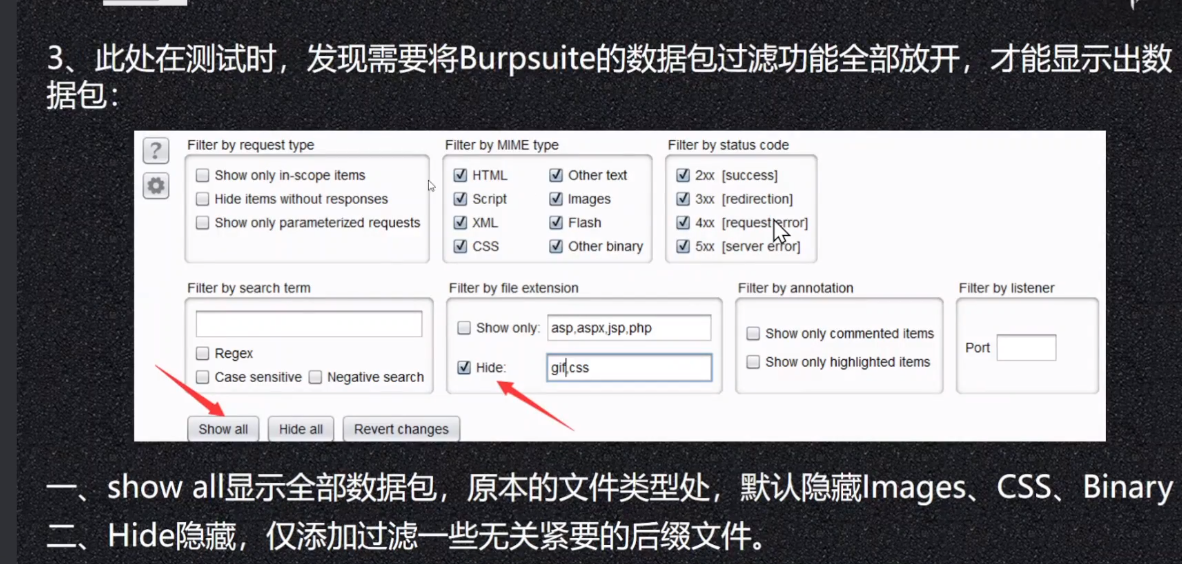 3、此处在测试时，发现需要将Burpsuite的数据包过滤功能全部放开，才能显示出数
据包：
Filter by request type
Show only in-scope items
Hide items without responses
Show only parameterized requests
Filter by MIME type
HTML Other text
Script Images
XML Flash
CSS Other binary
Filter by status code
2xx [success]
3xx [redirection]
4xx [request error]
5xx [server error]
Filter by search term
Regex
Case sensitive Negative search
Filter by file extension
Show only: asp,aspx,jsp,php
Hide: gif,css
Filter by annotation
Show only commented items
Show only highlighted items
Filter by listener
Port
Show all Hide all Revert changes
一、show all显示全部数据包，原本的文件类型处，默认隐藏Images、CSS、Binary
二、Hide隐藏，仅添加过滤一些无关紧要的后缀文件。